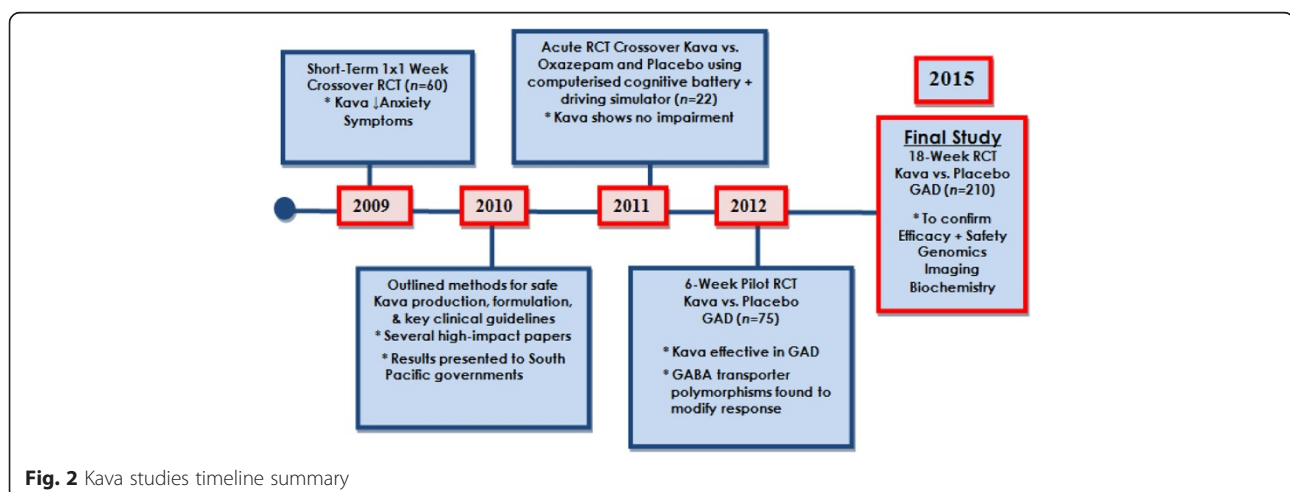 Short-Term 1x1 Week
Crossover RCT (n=60)
* Kava ↓Anxiety
Symptoms
Acute RCT Crossover Kava vs.
Oxazepam and Placebo using
computerised cognitive battery +
driving simulator (n=22)
* Kava shows no impairment
2015
Final Study
18-Week RCT
Kava vs. Placebo
GAD (n=210)
* To confirm
Efficacy + Safety
Genomics
Imaging
Biochemistry
2009
2010
2011
2012
Outlined methods for safe
Kava production, formulation,
& key clinical guidelines
* Several high-impact papers
* Results presented to South
Pacific governments
6-Week Pilot RCT
Kava vs. Placebo
GAD (n=75)
* Kava effective in GAD
* GABA transporter
polymorphisms found to
modify response
Fig. 2 Kava studies timeline summary